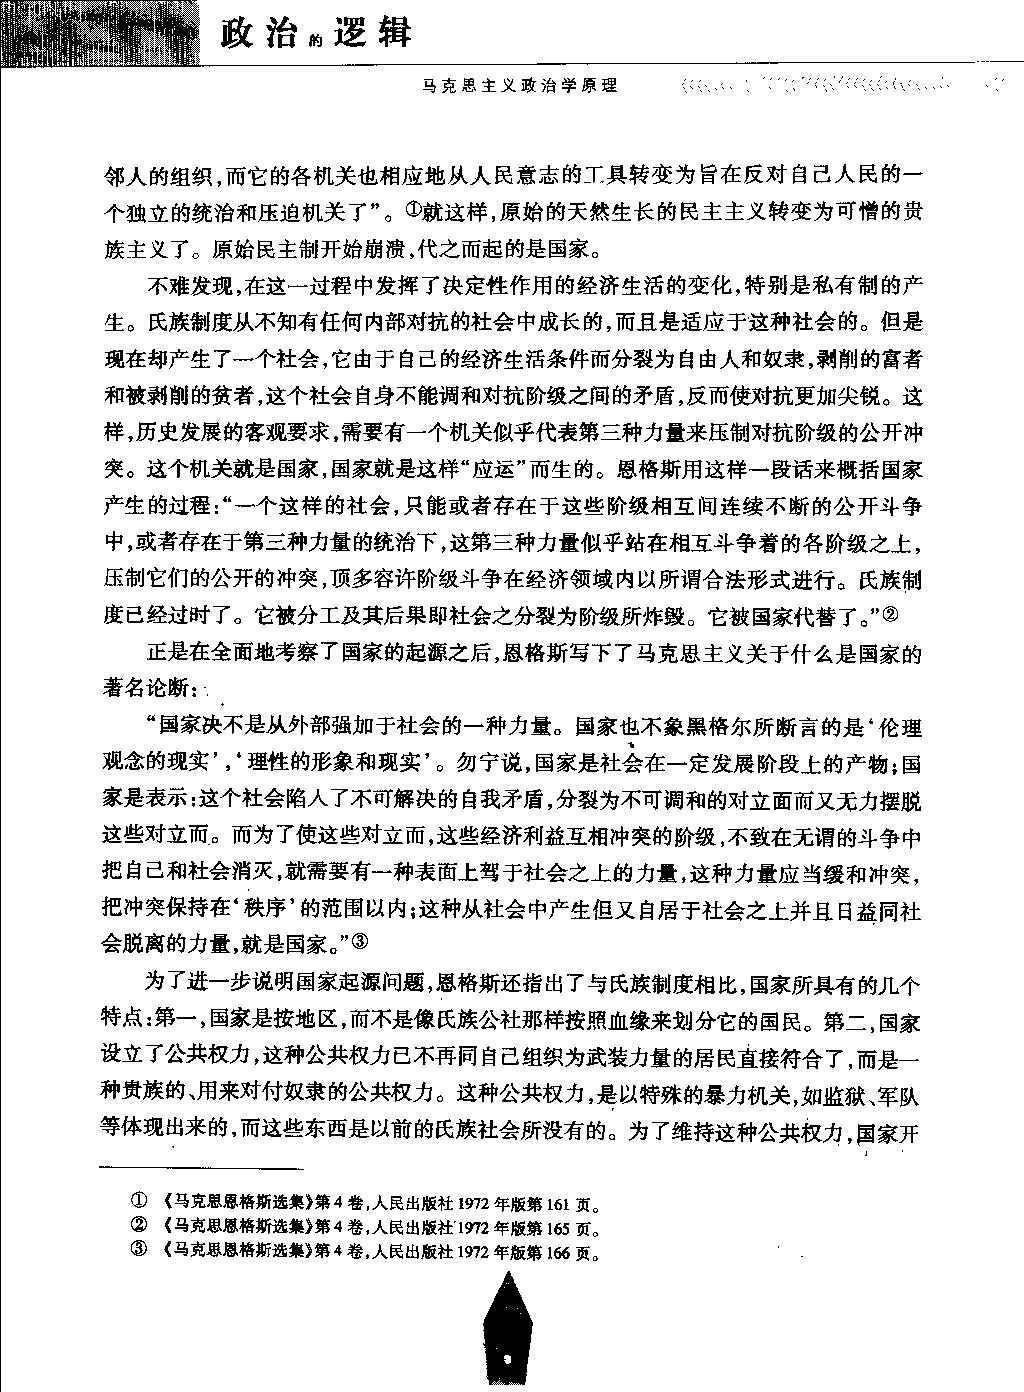 政治的逻辑
马克思主义政治学原理
邻人的组织,而它的各机关也相应地从人民意志的工具转变为旨在反对自己人民的一
个独立的统治和压迫机关了”。①就这样,原始的天然生长的民主主义转变为可憎的贵
族主义了。原始民主制开始崩溃,代之而起的是国家。
不难发现,在这一过程中发挥了决定性作用的经济生活的变化,特别是私有制的产
生。氏族制度从不知有任何内部对抗的社会中成长的,而且是适应于这种社会的。但是
现在却产生了一个社会,它由于自己的经济生活条件而分裂为自由人和奴隶,剥削的富者
和被剥削的贫者,这个社会自身不能调和对抗阶级之间的矛盾,反而使对抗更加尖锐。这
样,历史发展的客观要求,需要有一个机关似乎代表第三种力量来压制对抗阶级的公开冲
突。这个机关就是国家,国家就是这样“应运”而生的。恩格斯用这样一段话来概括国家
产生的过程:“一个这样的社会,只能或者存在于这些阶级相互间连续不断的公开斗争
中,或者存在于第三种力量的统治下,这第三种力量似乎站在相互斗争着的各阶级之上,
压制它们的公开的冲突,顶多容许阶级斗争在经济领域内以所谓合法形式进行。氏族制
度已经过时了。它被分工及其后果即社会之分裂为阶级所炸毁。它被国家代替了。”②
正是在全面地考察了国家的起源之后,恩格斯写下了马克思主义关于什么是国家的
著名论断:
“国家决不是从外部强加于社会的一种力量。国家也不象黑格尔所断言的是‘伦理
观念的现实’,‘理性的形象和现实’。勿宁说,国家是社会在一定发展阶段上的产物;国
家是表示:这个社会陷人了不可解决的自我矛盾,分裂为不可调和的对立面而又无力摆脱
这些对立而。而为了使这些对立而,这些经济利益互相冲突的阶级,不致在无谓的斗争中
把自己和社会消灭,就需要有一种表面上驾于社会之上的力量,这种力量应当缓和冲突,
把冲突保持在‘秩序’的范围以内;这种从社会中产生但又自居于社会之上并且日益同社
会脱离的力量,就是国家。”③
为了进一步说明国家起源问题,恩格斯还指出了与氏族制度相比,国家所具有的几个
特点:第一,国家是按地区,而不是像氏族公社那样按照血缘来划分它的国民。第二,国家
设立了公共权力,这种公共权力已不再同自己组织为武装力量的居民直接符合了,而是一
种贵族的、用来对付奴隶的公共权力。这种公共权力,是以特殊的暴力机关,如监狱、军队
等体现出来的,而这些东西是以前的氏族社会所没有的。为了维持这种公共权力,国家开
① 《马克思恩格斯选集》第4卷,人民出版社1972年版第161页。
② 《马克思恩格斯选集》第4卷,人民出版社1972年版第165页。
③ 《马克思恩格斯选集》第4卷,人民出版社1972年版第166页。